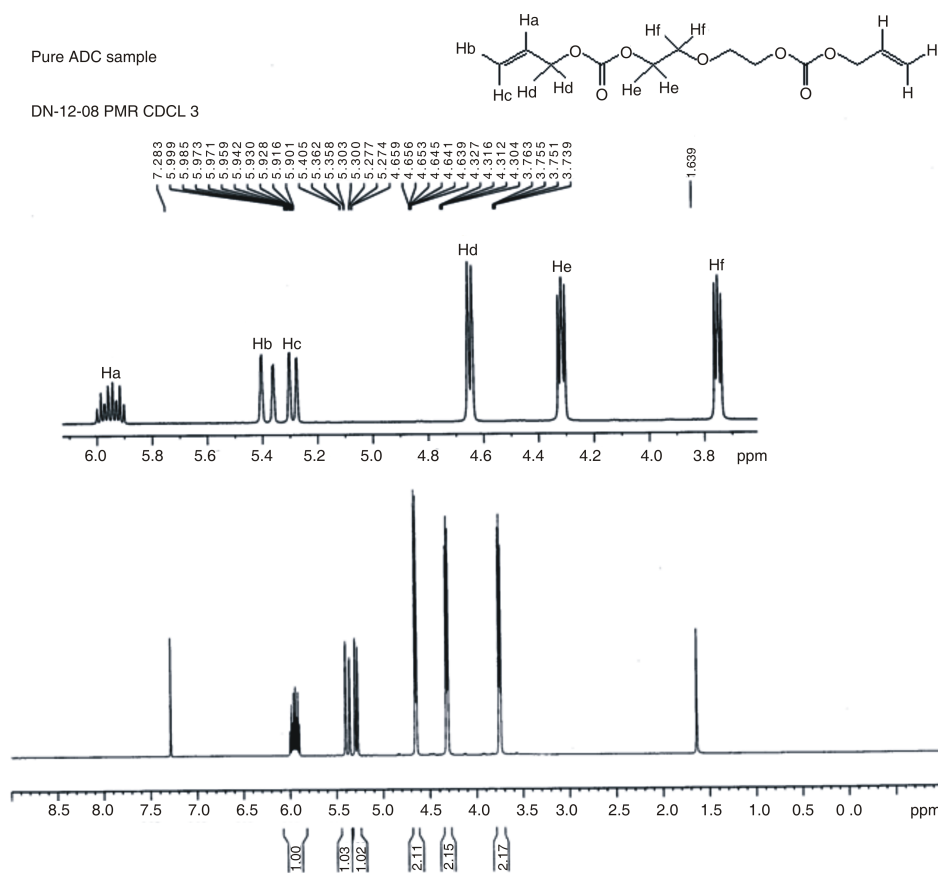 Ha
Hf Hf
Hb
Pure ADC sample
O O O O O
Hc Hd Hd O He He O
H
H
H
DN-12-08 PMR CDCL 3
7.283
5.999
5.985
5.973
5.971
5.959
5.942
5.930
5.928
5.916
5.901
5.405
5.362
5.358
5.303
5.300
5.277
5.274
4.659
4.656
4.653
4.645
4.641
4.639
4.327
4.316
4.312
4.304
3.763
3.755
3.751
3.739
1.639
Ha
Hb Hc
Hd
He
Hf
6.0 5.8 5.6 5.4 5.2 5.0 4.8 4.6 4.4 4.2 4.0 3.8 ppm
8.5 8.0 7.5 7.0 6.5 6.0 5.5 5.0 4.5 4.0 3.5 3.0 2.5 2.0 1.5 1.0 0.5 0.0 ppm
1.00
1.03
1.02
2.11
2.15
2.17